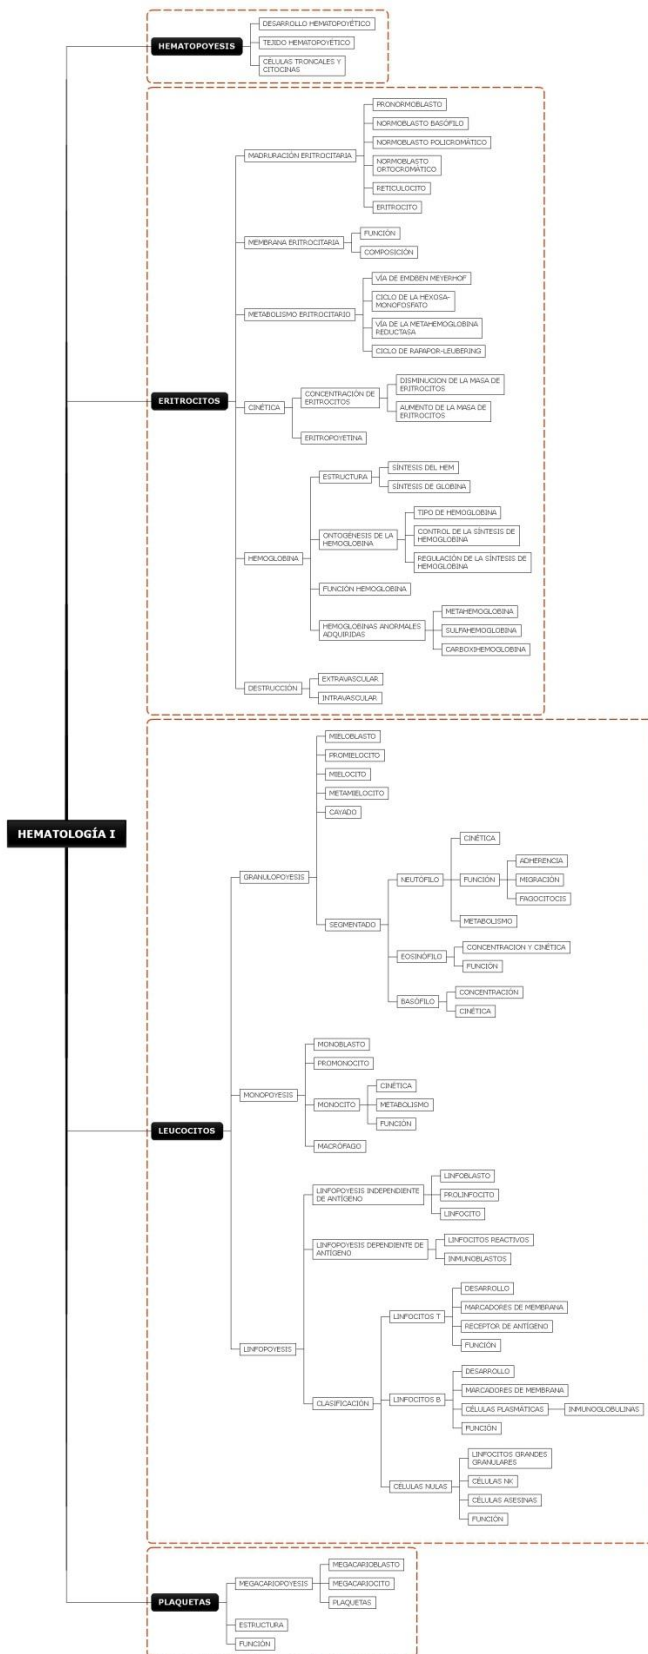 HEMATOLOGÍA I
HEMATOPOYESIS
DESARROLLO HEMATOPOYÉTICO
TEJIDO HEMATOPOYÉTICO
CÉLULAS TRONCALES Y
CITOCINAS
ERITROCITOS
MADRURACIÓN ERITROCITARIA
PRONORMOBLASTO
NORMOBLASTO BASÓFILO
NORMOBLASTO POLICROMÁTICO
NORMOBLASTO
ORTOCROMÁTICO
RETICULOCITO
ERITROCITO
MEMBRANA ERITROCITARIA
FUNCIÓN
COMPOSICIÓN
METABOLISMO ERITROCITARIO
VÍA DE EMDBEN MEYERHOF
CICLO DE LA HEXOSA-
MONOFOSFATO
VÍA DE LA METAHEMOGLOBINA
REDUCTASA
CICLO DE RAPAPOR-LEUBERING
CINÉTICA
CONCENTRACIÓN DE
ERITROCITOS
DISMINUCION DE LA MASA DE
ERITROCITOS
AUMENTO DE LA MASA DE
ERITROCITOS
ERITROPOYETINA
HEMOGLOBINA
ESTRUCTURA
SÍNTESIS DEL HEM
SÍNTESIS DE GLOBINA
ONTOGÉNESIS DE LA
HEMOGLOBINA
TIPO DE HEMOGLOBINA
CONTROL DE LA SÍNTESIS DE
HEMOGLOBINA
REGULACIÓN DE LA SÍNTESIS DE
HEMOGLOBINA
FUNCIÓN HEMOGLOBINA
HEMOGLOBINAS ANORMALES
ADQUIRIDAS
METAHEMOGLOBINA
SULFAHEMOGLOBINA
CARBOXIHEMOGLOBINA
DESTRUCCIÓN
EXTRAVASCULAR
INTRAVASCULAR
LEUCOCITOS
GRANULOPOYESIS
MIELOBLASTO
PROMIELOCITO
MIELOCITO
METAMIELOCITO
CAYADO
SEGMENTADO
NEUTÓFILO
CINÉTICA
FUNCIÓN
ADHERENCIA
MIGRACIÓN
FAGOCITOCIS
METABOLISMO
EOSINÓFILO
CONCENTRACION Y CINÉTICA
FUNCIÓN
BASÓFILO
CONCENTRACIÓN
CINÉTICA
MONOPOYESIS
MONOBLASTO
PROMONOCITO
MONOCITO
CINÉTICA
METABOLISMO
FUNCIÓN
MACRÓFAGO
LINFOPOYESIS
LINFOPOYESIS INDEPENDIENTE
DE ANTÍGENO
LINFOBLASTO
PROLINFOCITO
LINFOCITO
LINFOPOYESIS DEPENDIENTE DE
ANTÍGENO
LINFOCITOS REACTIVOS
INMUNOBLASTOS
CLASIFICACIÓN
LINFOCITOS T
DESARROLLO
MARCADORES DE MEMBRANA
RECEPTOR DE ANTÍGENO
FUNCIÓN
LINFOCITOS B
DESARROLLO
MARCADORES DE MEMBRANA
CÉLULAS PLASMÁTICAS
INMUNOGLOBULINAS
FUNCIÓN
CÉLULAS NULAS
LINFOCITOS GRANDES
GRANULARES
CÉLULAS NK
CÉLULAS ASESINAS
FUNCIÓN
PLAQUETAS
MEGACARIOPOYESIS
MEGACARIOBLASTO
MEGACARIOCITO
PLAQUETAS
ESTRUCTURA
FUNCIÓN